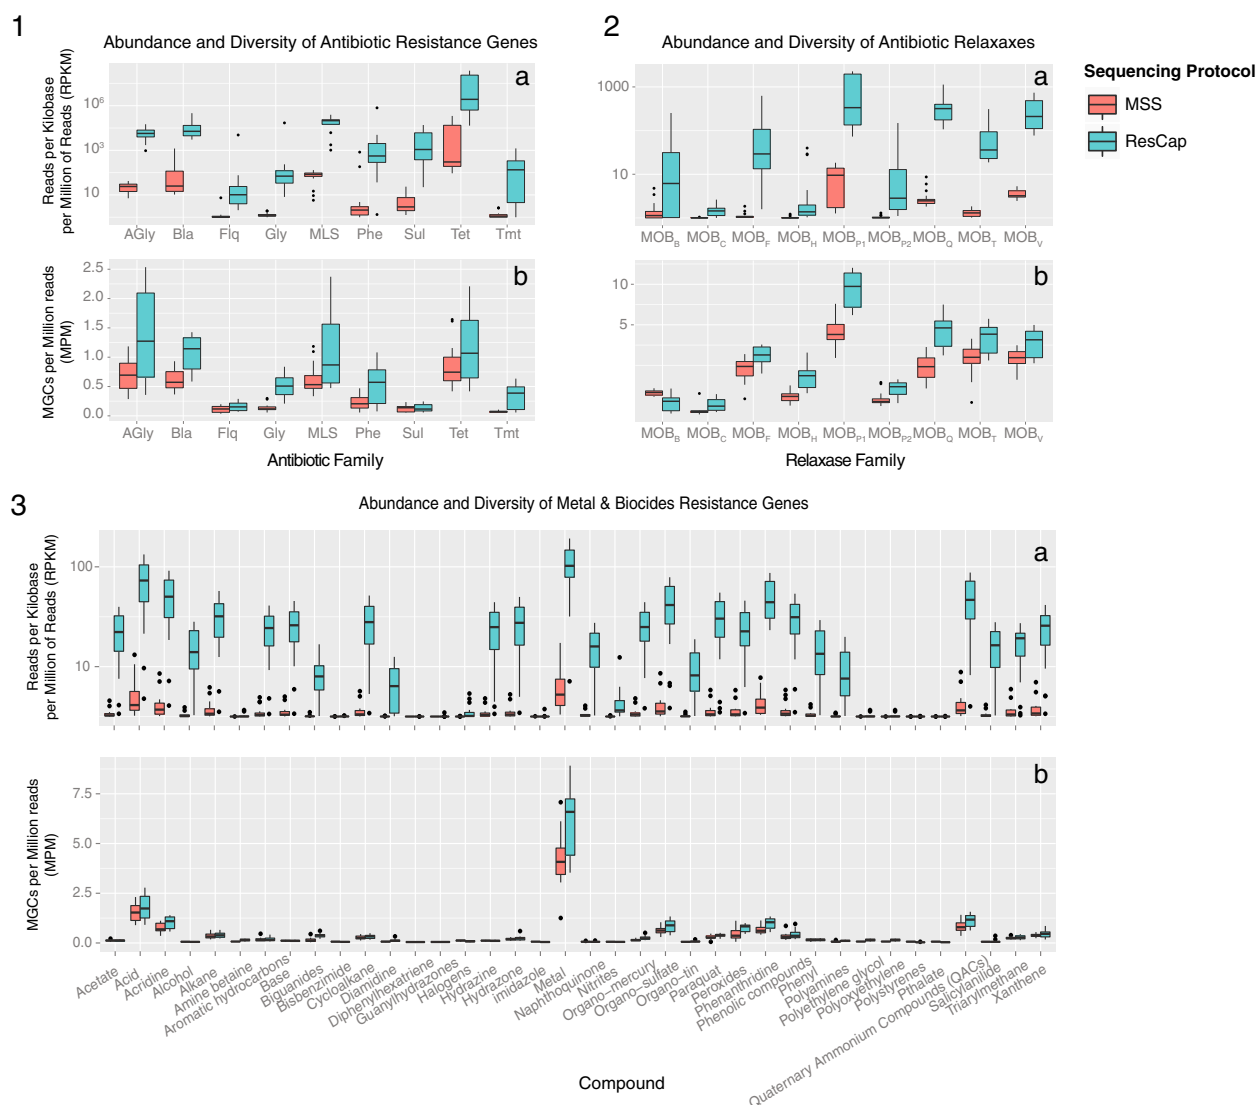 1
Abundance and Diversity of Antibiotic Resistance Genes
a
Reads per Kilobase
per Million of Reads (RPKM)
10^6
10^3
10
AGly Bla Flq Gly MLS Phe Sul Tet Tmt
b
MGCs per Million reads
(MPM)
2.5
2.0
1.5
1.0
0.5
0.0
AGly Bla Flq Gly MLS Phe Sul Tet Tmt
Antibiotic Family
2
Abundance and Diversity of Antibiotic Relaxaxes
a
1000
10
MOB_B MOB_C MOB_F MOB_H MOB_P1 MOB_P2 MOB_Q MOB_T MOB_V
b
10
5
MOB_B MOB_C MOB_F MOB_H MOB_P1 MOB_P2 MOB_Q MOB_T MOB_V
Relaxase Family
Sequencing Protocol
MSS
ResCap
3
Abundance and Diversity of Metal & Biocides Resistance Genes
a
Reads per Kilobase
per Million of Reads (RPKM)
100
10
b
MGCs per Million reads
(MPM)
7.5
5.0
2.5
0.0
Acetate
Acid
Acridine
Alcohol
Alkane
Amine betaine
Aromatic hydrocarbons
Base
Biguanides
Bisbenzimide
Cycloalkane
Diamidine
Diphenylhexatriene
Guanylhydrazones
Halogens
Hydrazine
Hydrazone
imidazole
Metal
Naphthoquinone
Nitrites
Organo-mercury
Organo-sulfate
Organo-tin
Paraquat
Peroxides
Phenanthridine
Phenolic compounds
Phenyl
Polyamines
Polyethylene glycol
Polyoxyethylene
Polystyrenes
Pthalate
Quaternary Ammonium Compounds (QACs)
Salicylanilide
Triarylmethane
Xanthene
Compound